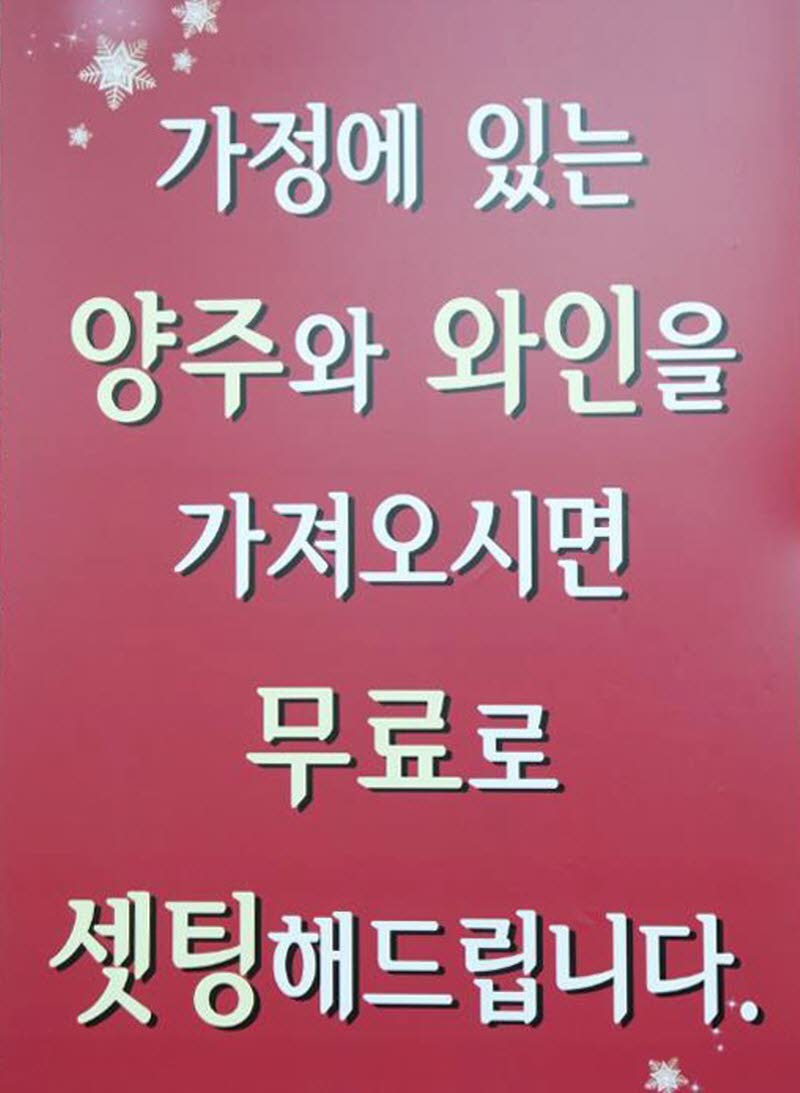 가정에 있는
양주와 와인을
가져오시면
무료로
셋팅해드립니다.